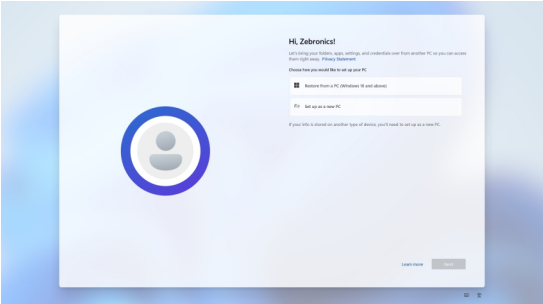 Hi, Zebronics!
Let's bring your folders, apps, settings, and credentials over from another PC so you can access
them right away. Privacy Statement
Choose how you would like to set up your PC
Restore from a PC (Windows 10 and above)
Set up as a new PC
If your info is stored on another type of device, you'll need to set up as a new PC.
Learn more
Next